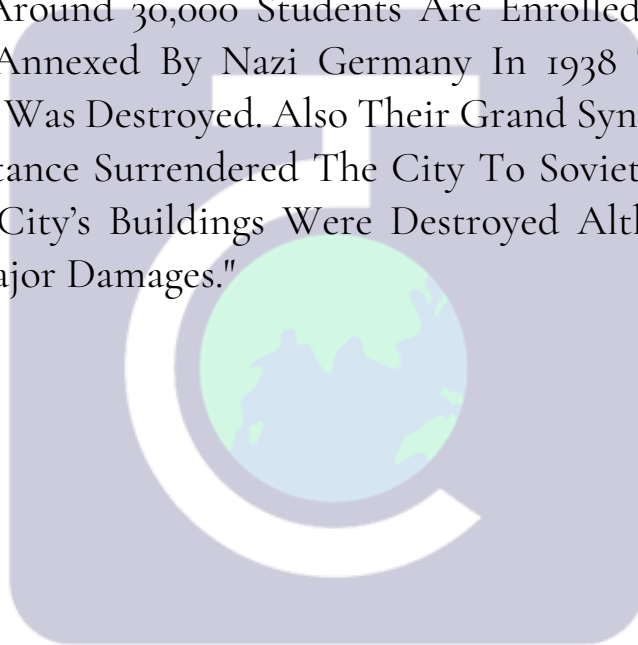 Around 30,000 Students Are Enrolled
Annexed By Nazi Germany In 1938
Was Destroyed. Also Their Grand Syn
tance Surrendered The City To Soviet
City's Buildings Were Destroyed Alt
ajor Damages."